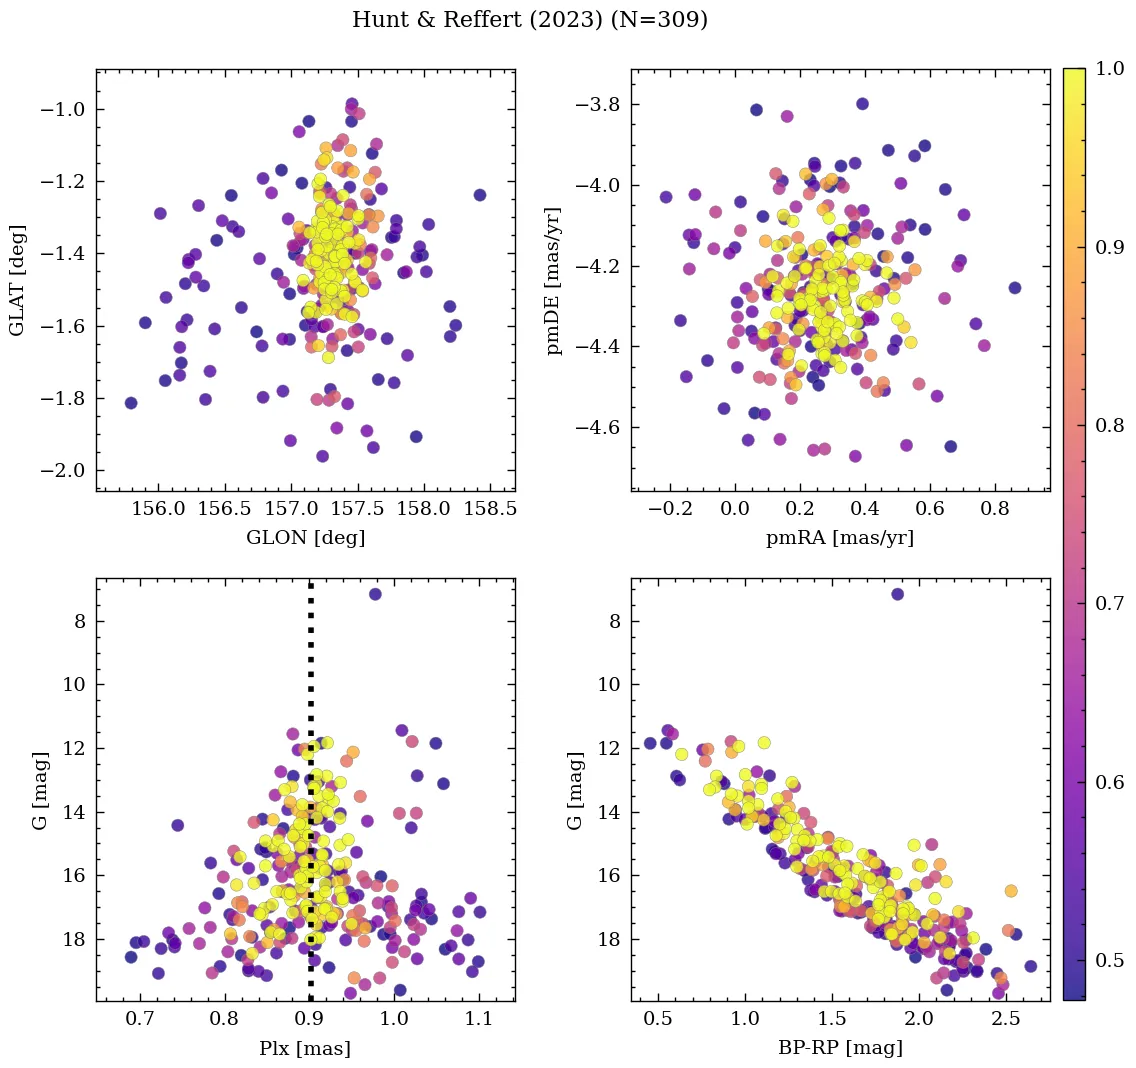 Hunt & Reffert (2023) (N=309)
−1.0
−1.2
−1.4
−1.6
−1.8
−2.0
GLAT [deg]
156.0 156.5 157.0 157.5 158.0 158.5
GLON [deg]
−3.8
−4.0
−4.2
−4.4
−4.6
pmDE [mas/yr]
−0.2 0.0 0.2 0.4 0.6 0.8
pmRA [mas/yr]
8
10
12
14
16
18
G [mag]
0.7 0.8 0.9 1.0 1.1
Plx [mas]
8
10
12
14
16
18
G [mag]
0.5 1.0 1.5 2.0 2.5
BP-RP [mag]
1.0
0.9
0.8
0.7
0.6
0.5